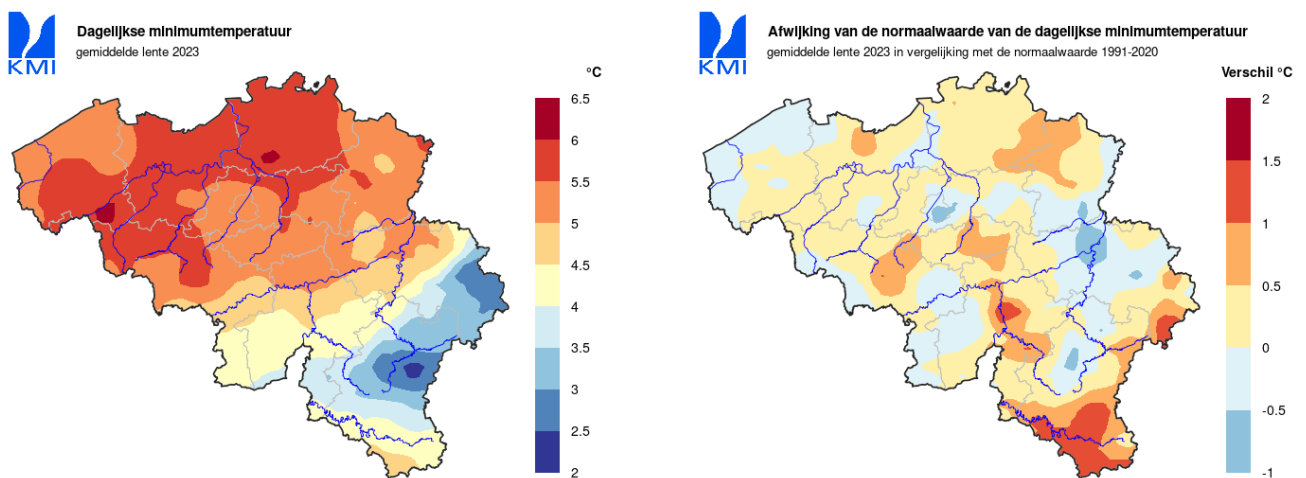 KMI
Dagelijkse minimumtemperatuur
gemiddelde lente 2023
°C
6.5
6
5.5
5
4.5
4
3.5
3
2.5
2
KMI
Afwijking van de normaalwaarde van de dagelijkse minimumtemperatuur
gemiddelde lente 2023 in vergelijking met de normaalwaarde 1991-2020
Verschil °C
2
1.5
1
0.5
0
-0.5
-1